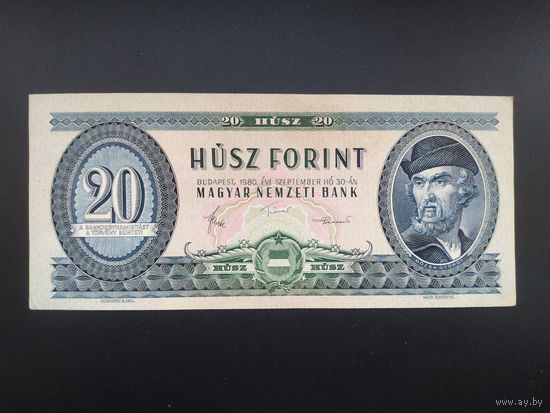 20 HÚSZ 20
HÚSZ FORINT
BUDAPEST, 1980. ÉVI SZEPTEMBER HÓ 30-ÁN
MAGYAR NEMZETI BANK
20
A BANKJEGYHAMISÍTÁST
A TÖRVÉNY BÜNTETI
HÚSZ HÚSZ
www.ay.by